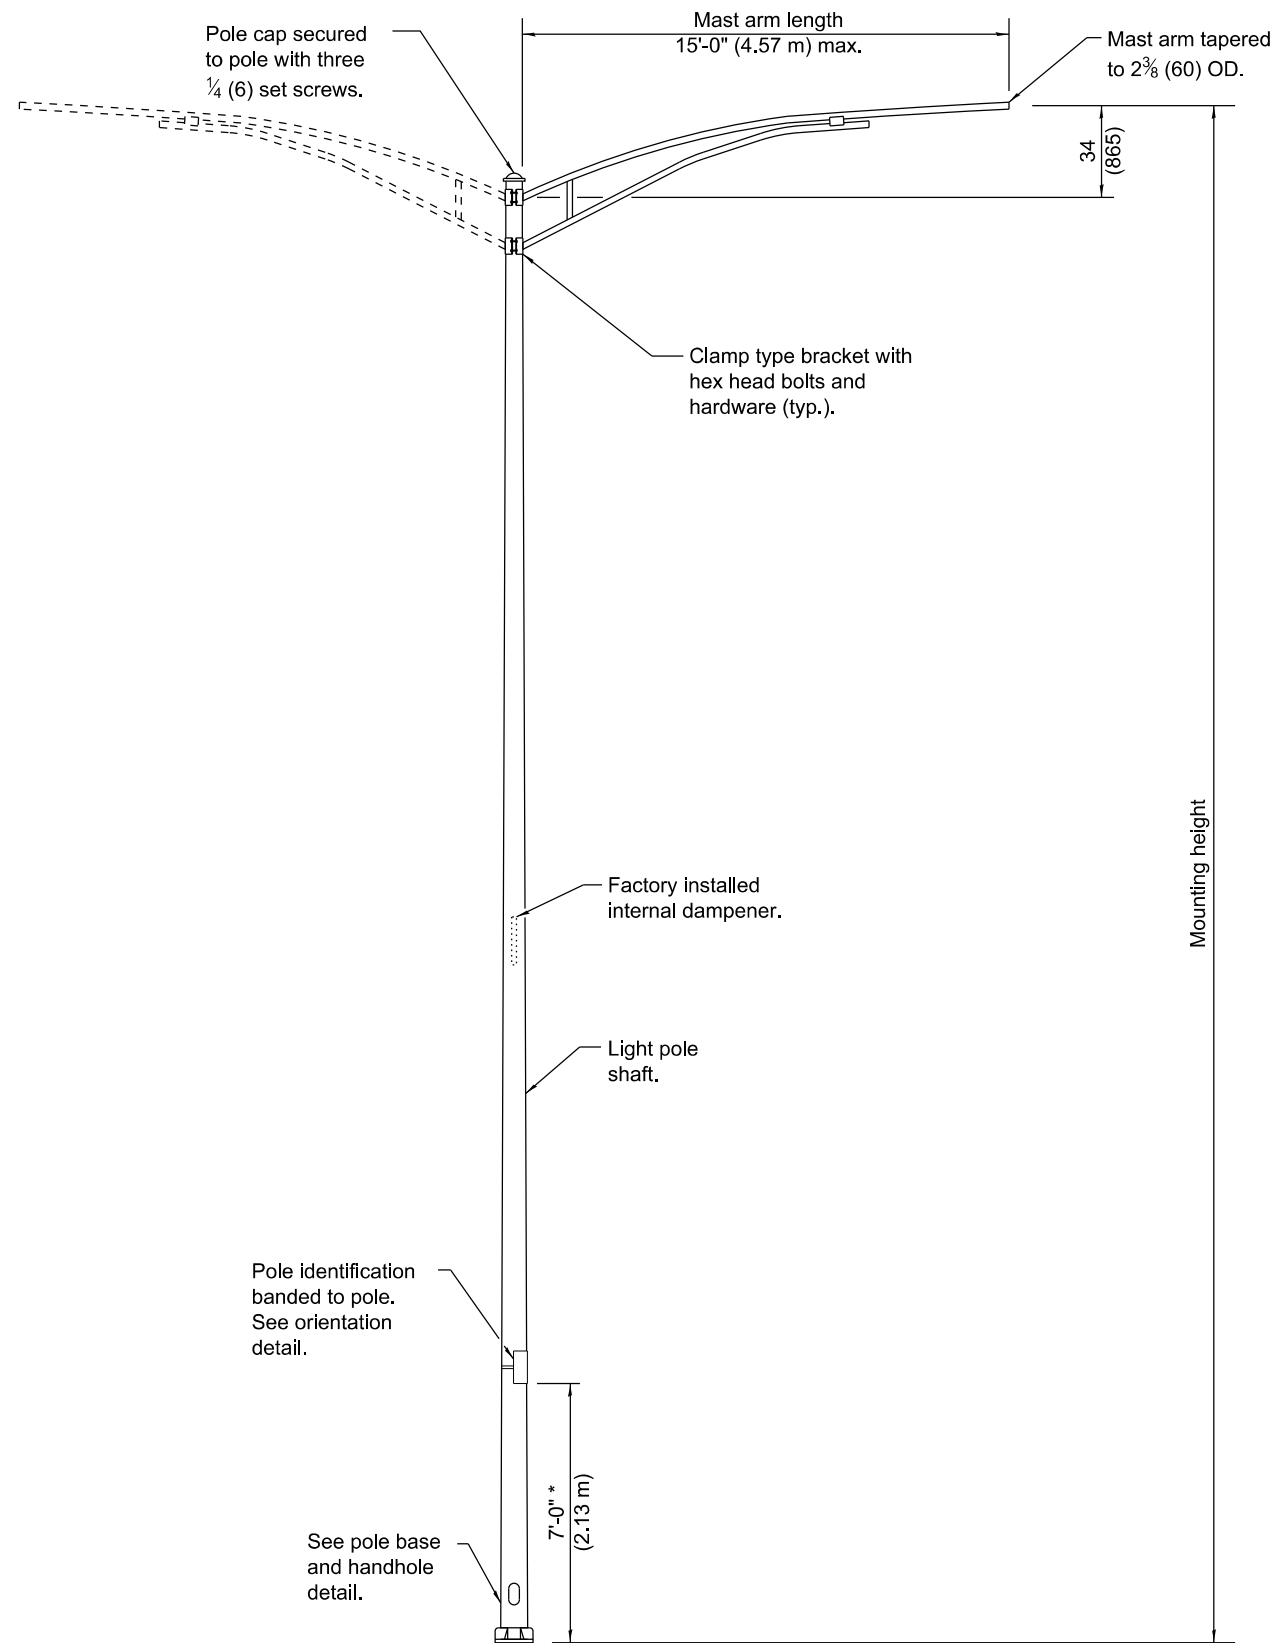 Pole cap secured
to pole with three
¼ (6) set screws.
Mast arm length
15'-0" (4.57 m) max.
Mast arm tapered
to 2⅜ (60) OD.
34
(865)
Clamp type bracket with
hex head bolts and
hardware (typ.).
Mounting height
Factory installed
internal dampener.
Light pole
shaft.
Pole identification
banded to pole.
See orientation
detail.
7'-0" *
(2.13 m)
See pole base
and handhole
detail.